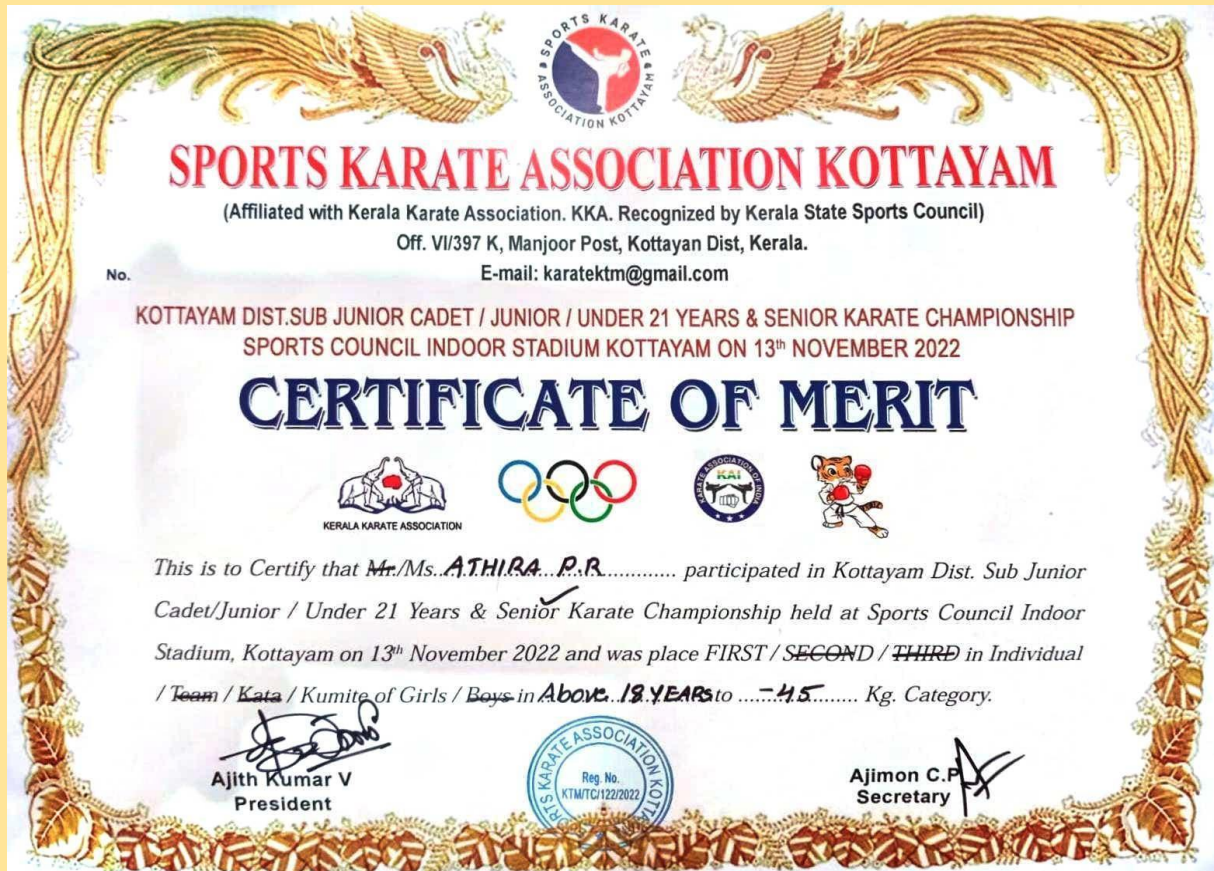 SPORTS KARATE ASSOCIATION KOTTAYAM
SPORTS KARATE ASSOCIATION KOTTAYAM
(Affiliated with Kerala Karate Association. KKA. Recognized by Kerala State Sports Council)
Off. VI/397 K, Manjoor Post, Kottayan Dist, Kerala.
No.
E-mail: karatektm@gmail.com
KOTTAYAM DIST.SUB JUNIOR CADET / JUNIOR / UNDER 21 YEARS & SENIOR KARATE CHAMPIONSHIP
SPORTS COUNCIL INDOOR STADIUM KOTTAYAM ON 13th NOVEMBER 2022
CERTIFICATE OF MERIT
KERALA KARATE ASSOCIATION
KARATE ASSOCIATION OF INDIA
KAI
This is to Certify that Mr./Ms..ATHIRA P.R............. participated in Kottayam Dist. Sub Junior
Cadet/Junior / Under 21 Years & Senior Karate Championship held at Sports Council Indoor
Stadium, Kottayam on 13th November 2022 and was place FIRST / SECOND / THIRD in Individual
/ Team / Kata / Kumite of Girls / Boys in Above 18 YEARS to .....-45........ Kg. Category.
Ajith Kumar V
President
SPORTS KARATE ASSOCIATION KOTTA
Reg. No.
KTM/TC/122/2022
Ajimon C.P
Secretary